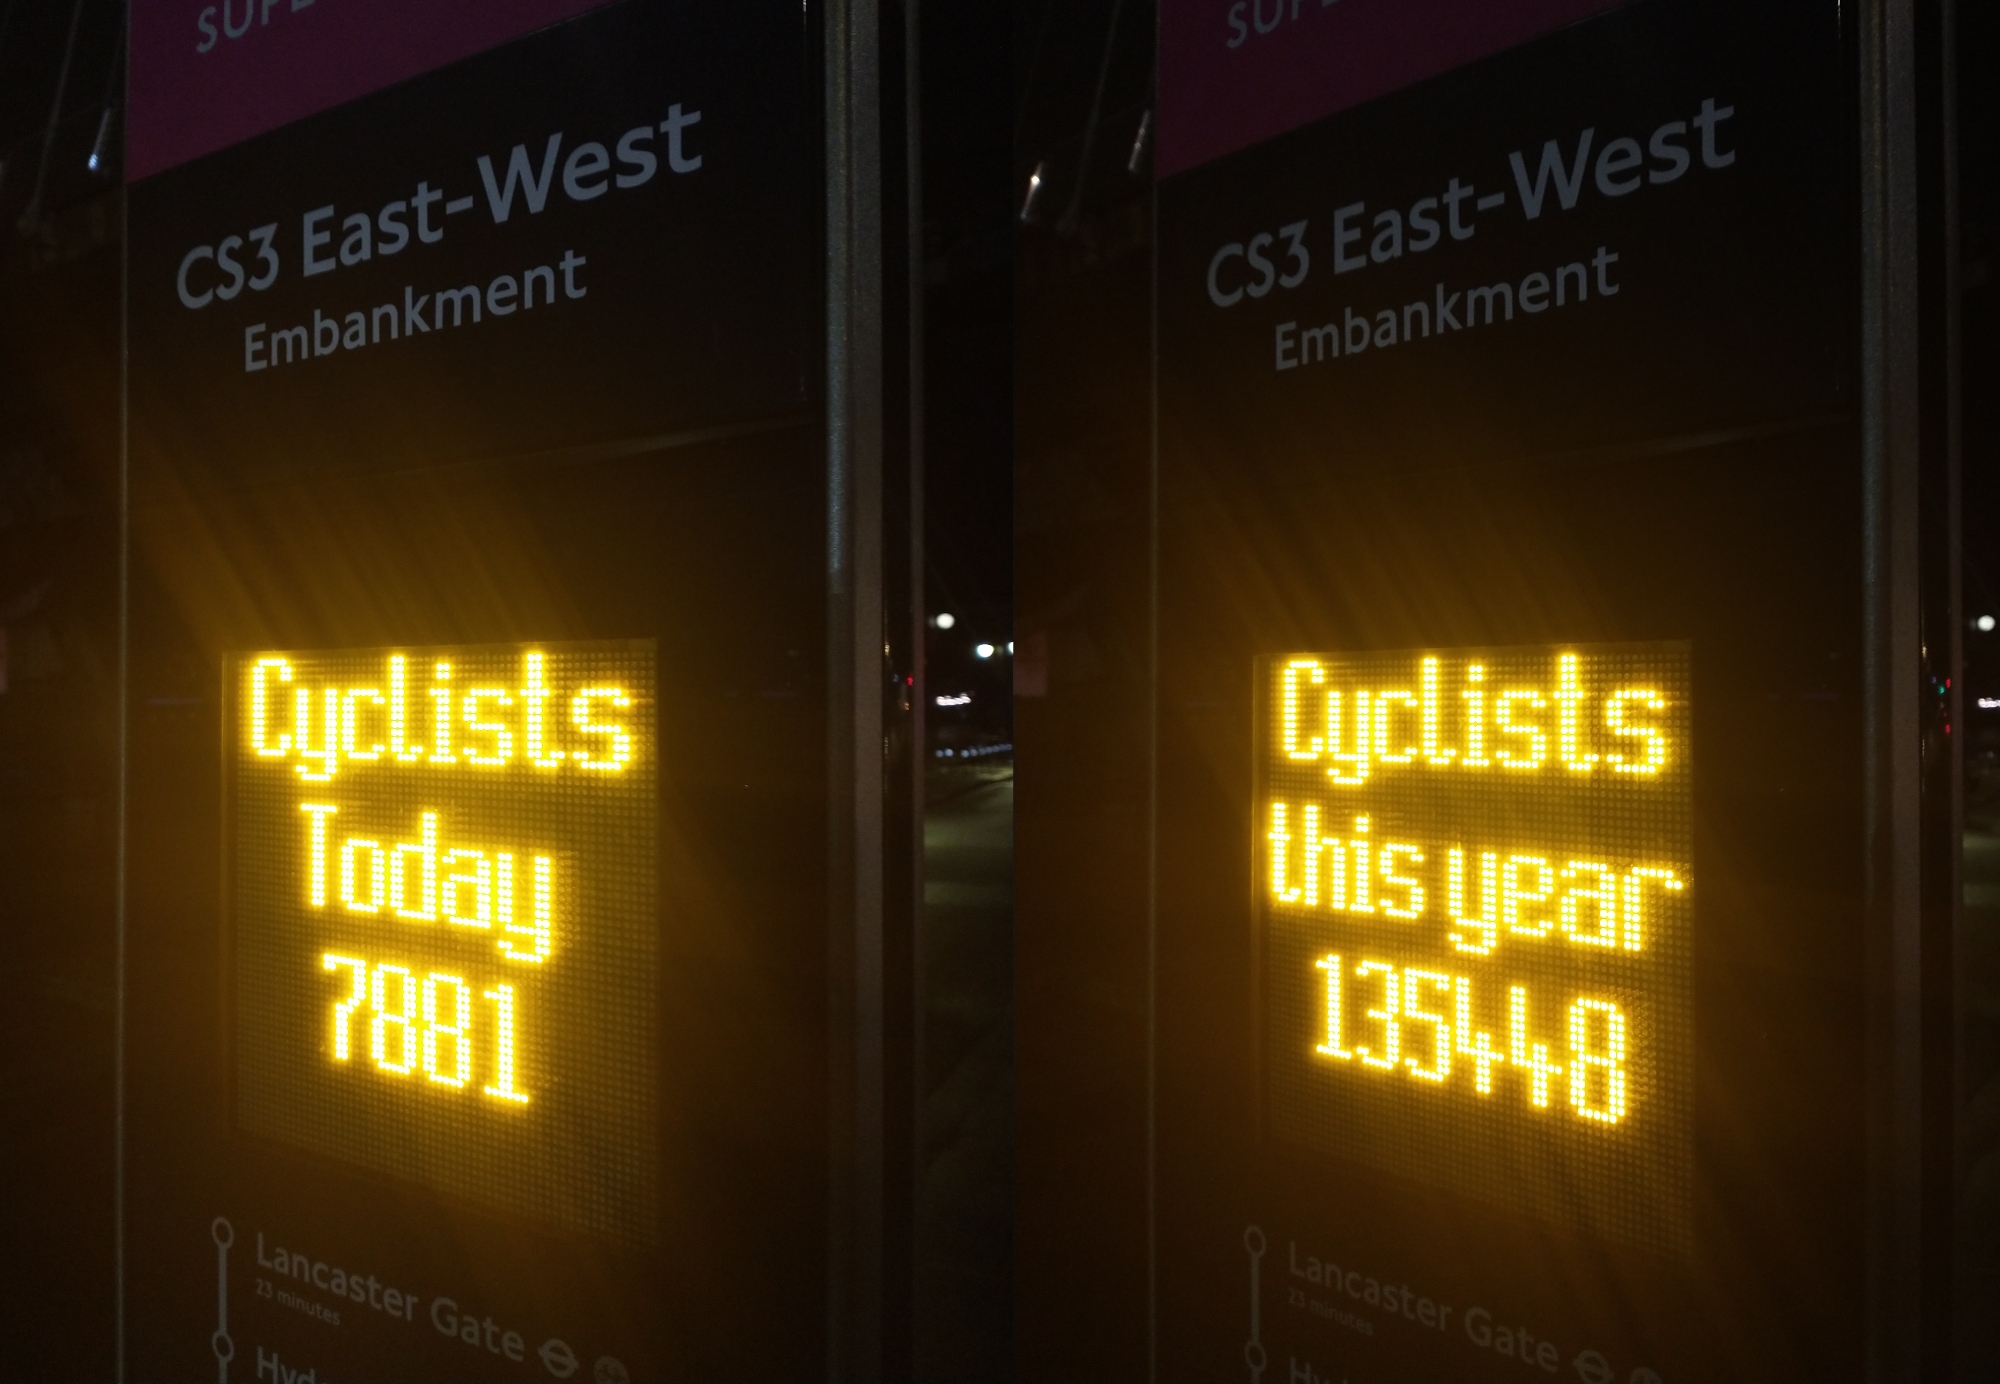 CS3 East-West
Embankment
Cyclists
Today
7881
Lancaster Gate
23 minutes
CS3 East-West
Embankment
Cyclists
this year
135448
Lancaster Gate
23 minutes